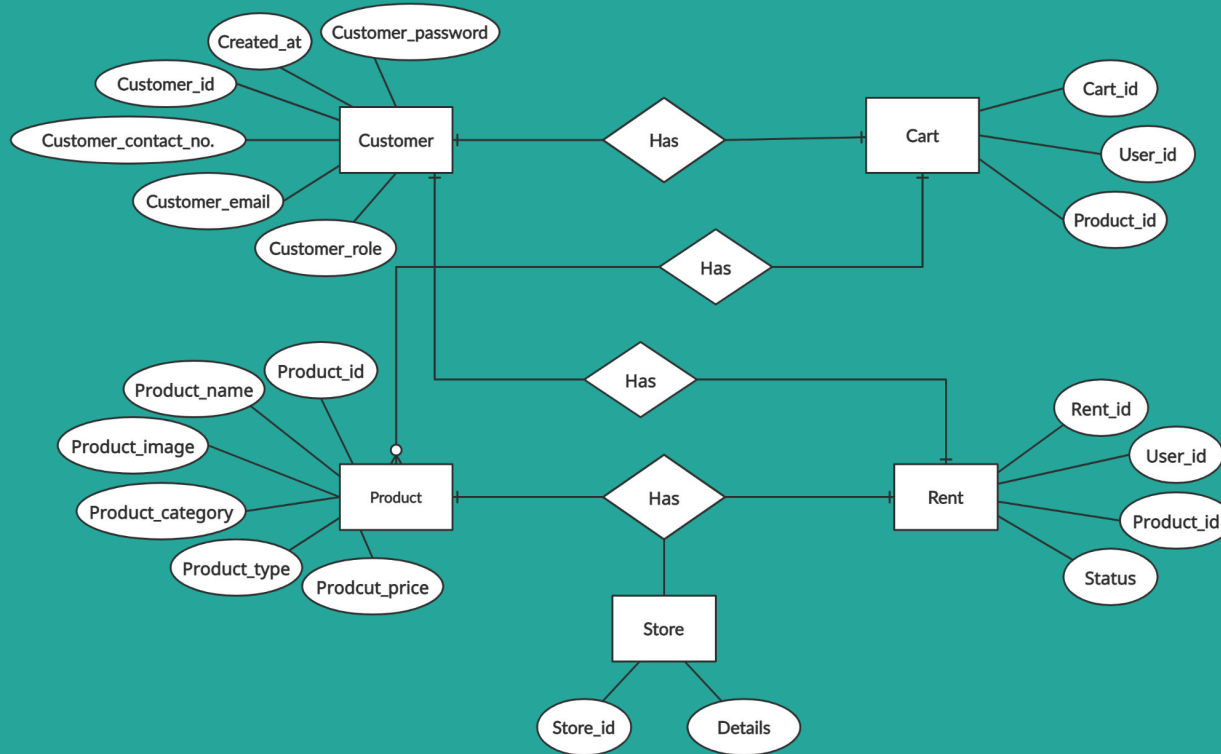 Customer_password
Created_at
Customer_id
Customer_contact_no.
Customer_email
Customer_role
Customer
Has
Cart
Cart_id
User_id
Product_id
Has
Has
Product_id
Product_name
Product_image
Product_category
Product_type
Prodcut_price
Product
Has
Rent
Rent_id
User_id
Product_id
Status
Store
Store_id
Details